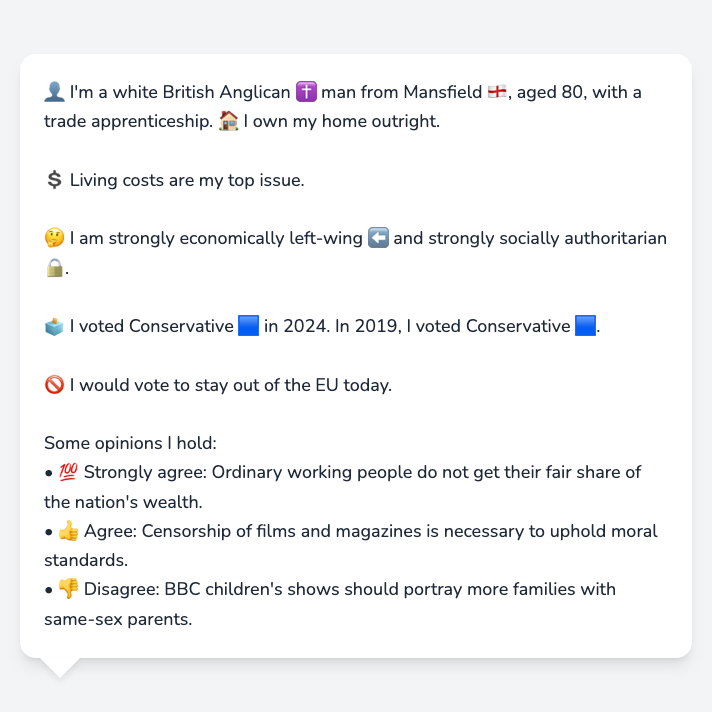 👤 I'm a white British Anglican ✝️ man from Mansfield 🏴󠁧󠁢󠁥󠁮󠁧󠁿, aged 80, with a
trade apprenticeship. 🏠 I own my home outright.
💲 Living costs are my top issue.
🤔 I am strongly economically left-wing ⬅️ and strongly socially authoritarian
🔒.
🗳️ I voted Conservative 🟦 in 2024. In 2019, I voted Conservative 🟦.
🚫 I would vote to stay out of the EU today.
Some opinions I hold:
• 💯 Strongly agree: Ordinary working people do not get their fair share of
the nation's wealth.
• 👍 Agree: Censorship of films and magazines is necessary to uphold moral
standards.
• 👎 Disagree: BBC children's shows should portray more families with
same-sex parents.